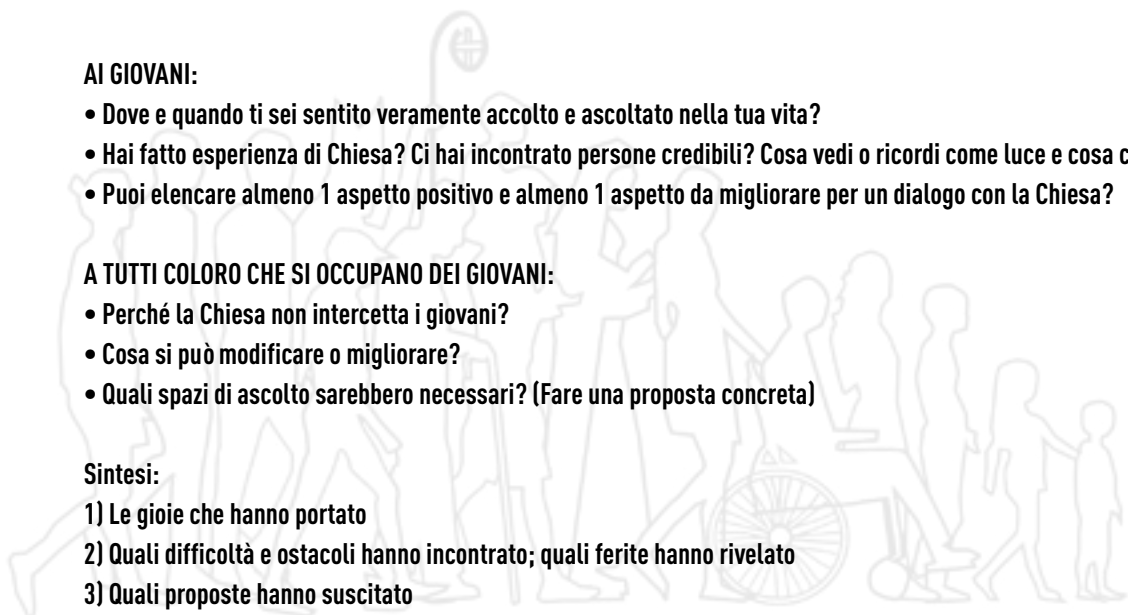 AI GIOVANI:
• Dove e quando ti sei sentito veramente accolto e ascoltato nella tua vita?
• Hai fatto esperienza di Chiesa? Ci hai incontrato persone credibili? Cosa vedi o ricordi come luce e cosa
• Puoi elencare almeno 1 aspetto positivo e almeno 1 aspetto da migliorare per un dialogo con la Chiesa?
A TUTTI COLORO CHE SI OCCUPANO DEI GIOVANI:
• Perché la Chiesa non intercetta i giovani?
• Cosa si può modificare o migliorare?
• Quali spazi di ascolto sarebbero necessari? (Fare una proposta concreta)
Sintesi:
1) Le gioie che hanno portato
2) Quali difficoltà e ostacoli hanno incontrato; quali ferite hanno rivelato
3) Quali proposte hanno suscitato